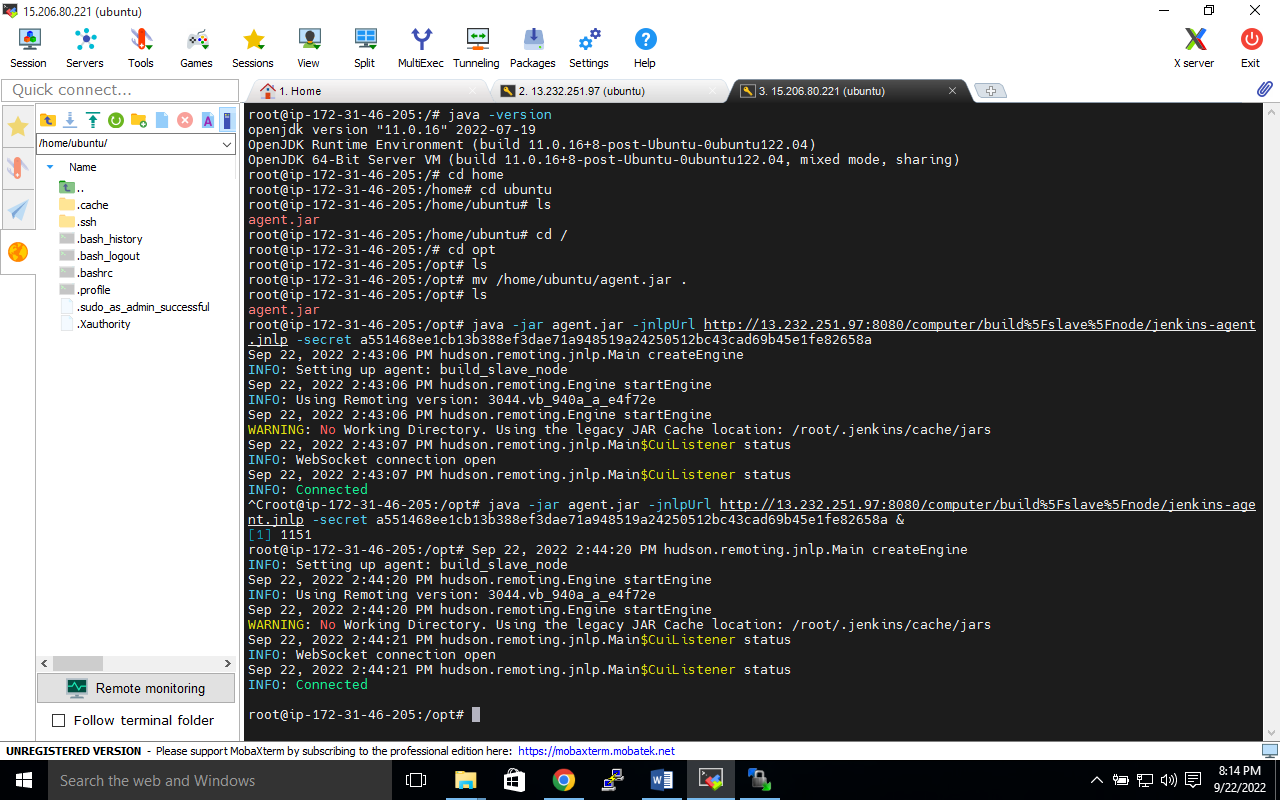 15.206.80.221 (ubuntu)
Session Servers Tools Games Sessions View Split MultiExec Tunneling Packages Settings Help X server Exit
Quick connect...
1. Home
2. 13.232.251.97 (ubuntu)
3. 15.206.80.221 (ubuntu)
/home/ubuntu/
Name
..
.cache
.ssh
.bash_history
.bash_logout
.bashrc
.profile
.sudo_as_admin_successful
.Xauthority
Remote monitoring
Follow terminal folder
root@ip-172-31-46-205:/# java -version
openjdk version "11.0.16" 2022-07-19
OpenJDK Runtime Environment (build 11.0.16+8-post-Ubuntu-0ubuntu122.04)
OpenJDK 64-Bit Server VM (build 11.0.16+8-post-Ubuntu-0ubuntu122.04, mixed mode, sharing)
root@ip-172-31-46-205:/# cd home
root@ip-172-31-46-205:/home# cd ubuntu
root@ip-172-31-46-205:/home/ubuntu# ls
agent.jar
root@ip-172-31-46-205:/home/ubuntu# cd /
root@ip-172-31-46-205:/# cd opt
root@ip-172-31-46-205:/opt# ls
root@ip-172-31-46-205:/opt# mv /home/ubuntu/agent.jar .
root@ip-172-31-46-205:/opt# ls
agent.jar
root@ip-172-31-46-205:/opt# java -jar agent.jar -jnlpUrl http://13.232.251.97:8080/computer/build%5Fslave%5Fnode/jenkins-agent
.jnlp -secret a551468ee1cb13b388ef3dae71a948519a24250512bc43cad69b45e1fe82658a
Sep 22, 2022 2:43:06 PM hudson.remoting.jnlp.Main createEngine
INFO: Setting up agent: build_slave_node
Sep 22, 2022 2:43:06 PM hudson.remoting.Engine startEngine
INFO: Using Remoting version: 3044.vb_940a_a_e4f72e
Sep 22, 2022 2:43:06 PM hudson.remoting.Engine startEngine
WARNING: No Working Directory. Using the legacy JAR Cache location: /root/.jenkins/cache/jars
Sep 22, 2022 2:43:07 PM hudson.remoting.jnlp.Main$CuiListener status
INFO: WebSocket connection open
Sep 22, 2022 2:43:07 PM hudson.remoting.jnlp.Main$CuiListener status
INFO: Connected
^Croot@ip-172-31-46-205:/opt# java -jar agent.jar -jnlpUrl http://13.232.251.97:8080/computer/build%5Fslave%5Fnode/jenkins-age
nt.jnlp -secret a551468ee1cb13b388ef3dae71a948519a24250512bc43cad69b45e1fe82658a &
[1] 1151
root@ip-172-31-46-205:/opt# Sep 22, 2022 2:44:20 PM hudson.remoting.jnlp.Main createEngine
INFO: Setting up agent: build_slave_node
Sep 22, 2022 2:44:20 PM hudson.remoting.Engine startEngine
INFO: Using Remoting version: 3044.vb_940a_a_e4f72e
Sep 22, 2022 2:44:20 PM hudson.remoting.Engine startEngine
WARNING: No Working Directory. Using the legacy JAR Cache location: /root/.jenkins/cache/jars
Sep 22, 2022 2:44:21 PM hudson.remoting.jnlp.Main$CuiListener status
INFO: WebSocket connection open
Sep 22, 2022 2:44:21 PM hudson.remoting.jnlp.Main$CuiListener status
INFO: Connected
root@ip-172-31-46-205:/opt#
UNREGISTERED VERSION - Please support MobaXterm by subscribing to the professional edition here: https://mobaxterm.mobatek.net
Search the web and Windows
8:14 PM
9/22/2022